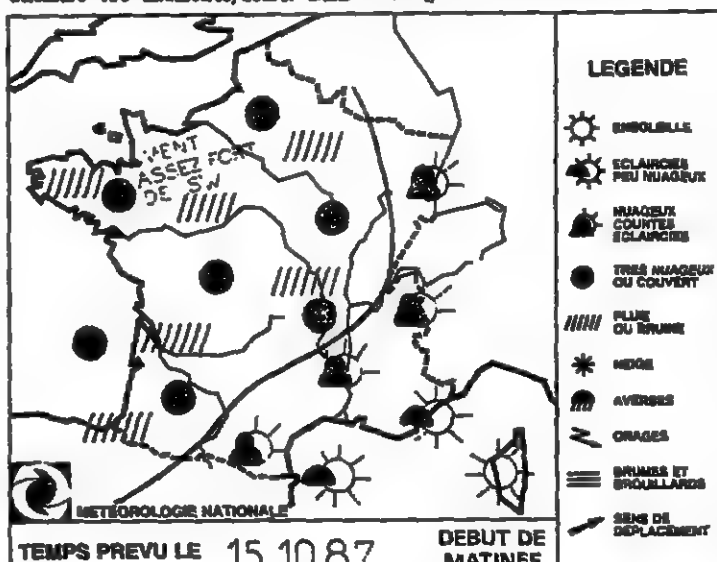 VENT
ASSEZ FORT
DE SW
METEOROLOGIE NATIONALE
TEMPS PREVU LE 15.10.87 DEBUT DE
MATINEE
LEGENDE
ENSOLEILLE
ECLAIRCIES
PEU NUAGEUX
NUAGEUX
COURTES
ECLAIRCIES
TRES NUAGEUX
OU COUVERT
PLUIE
OU BRUINE
NEIGE
AVERSES
ORAGES
BRUMES ET
BROUILLARDS
SENS DE
DEPLACEMENT